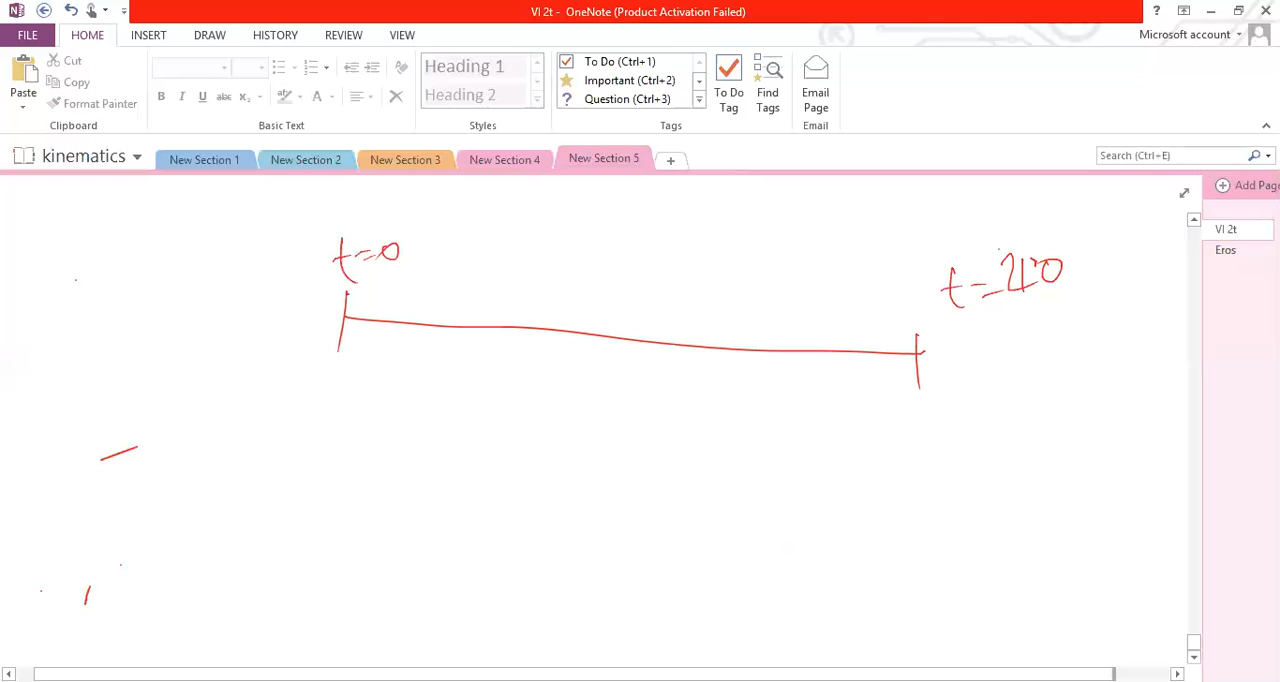 VI 2t - OneNote (Product Activation Failed)
?
FILE HOME INSERT DRAW HISTORY REVIEW VIEW
Microsoft account
Paste
Cut
Copy
Format Painter
Clipboard
B I U abc X₂ A
Basic Text
Heading 1
Heading 2
Styles
To Do (Ctrl+1)
Important (Ctrl+2)
? Question (Ctrl+3)
To Do Tag
Find Tags
Tags
Email Page
Email
kinematics
New Section 1 New Section 2 New Section 3 New Section 4 New Section 5 +
Search (Ctrl+E)
Add Page
VI 2t
Eros
t=0